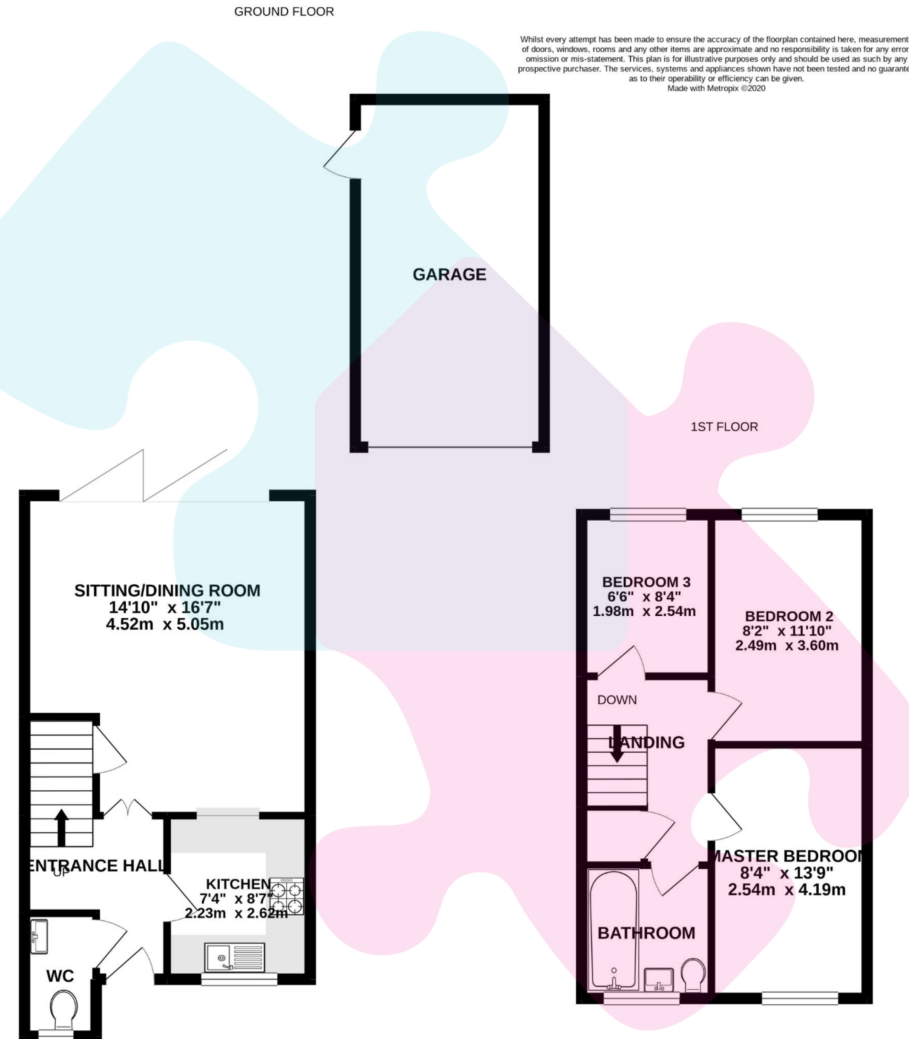 GROUND FLOOR
Whilst every attempt has been made to ensure the accuracy of the floorplan contained here, measurement
of doors, windows, rooms and any other items are approximate and no responsibility is taken for any error
omission or mis-statement. This plan is for illustrative purposes only and should be used as such by any
prospective purchaser. The services, systems and appliances shown have not been tested and no guarante
as to their operability or efficiency can be given.
Made with Metropix ©2020
GARAGE
1ST FLOOR
SITTING/DINING ROOM
14'10" x 16'7"
4.52m x 5.05m
BEDROOM 3
6'6" x 8'4"
1.98m x 2.54m
BEDROOM 2
8'2" x 11'10"
2.49m x 3.60m
DOWN
LANDING
ENTRANCE HALL
UP
KITCHEN
7'4" x 8'7"
2.23m x 2.62m
MASTER BEDROOM
8'4" x 13'9"
2.54m x 4.19m
BATHROOM
WC